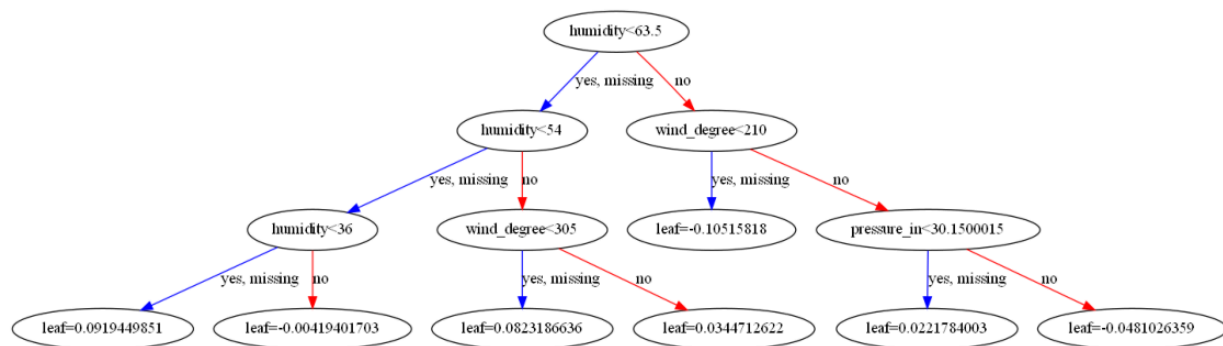 humidity<63.5
yes, missing
no
humidity<54
wind_degree<210
yes, missing
no
yes, missing
no
humidity<36
wind_degree<305
leaf=-0.10515818
pressure_in<30.1500015
yes, missing
no
yes, missing
no
yes, missing
no
leaf=0.0919449851
leaf=-0.00419401703
leaf=0.0823186636
leaf=0.0344712622
leaf=0.0221784003
leaf=-0.0481026359